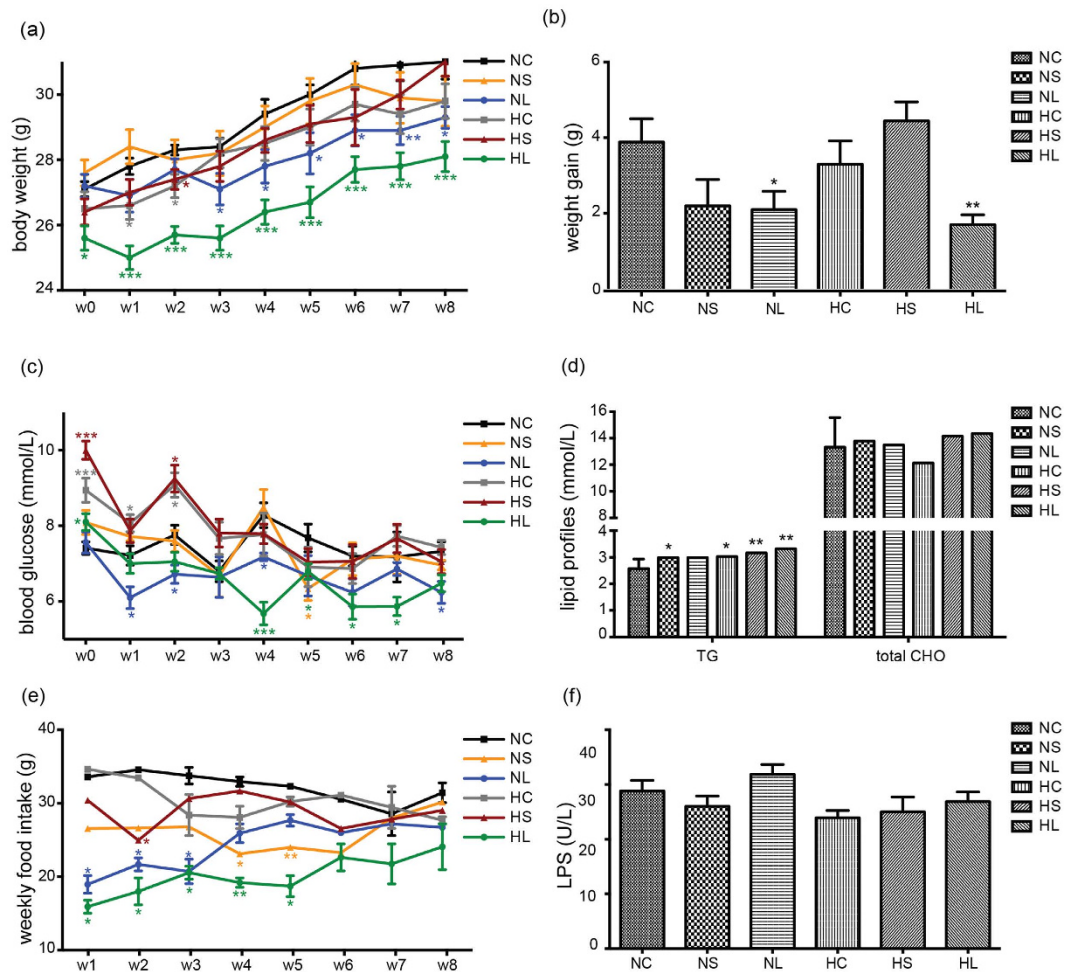 (a)
body weight (g)
30
28
26
24
w0 w1 w2 w3 w4 w5 w6 w7 w8
NC
NS
NL
HC
HS
HL
* *** * * *** * * *** * *** * *** * *** ** *** * ***
(b)
weight gain (g)
6
4
2
0
* **
NC NS NL HC HS HL
NC
NS
NL
HC
HS
HL
(c)
blood glucose (mmol/L)
10
8
6
*** *** * * * * * * * *** * * * * *
w0 w1 w2 w3 w4 w5 w6 w7 w8
NC
NS
NL
HC
HS
HL
(d)
lipid profiles (mmol/L)
16
14
12
10
8
4
3
2
1
0
* * ** **
TG total CHO
NC
NS
NL
HC
HS
HL
(e)
weekly food intake (g)
40
30
20
10
* * * * * * * * ** ** *
w1 w2 w3 w4 w5 w6 w7 w8
NC
NS
NL
HC
HS
HL
(f)
LPS (U/L)
40
30
20
10
0
NC NS NL HC HS HL
NC
NS
NL
HC
HS
HL